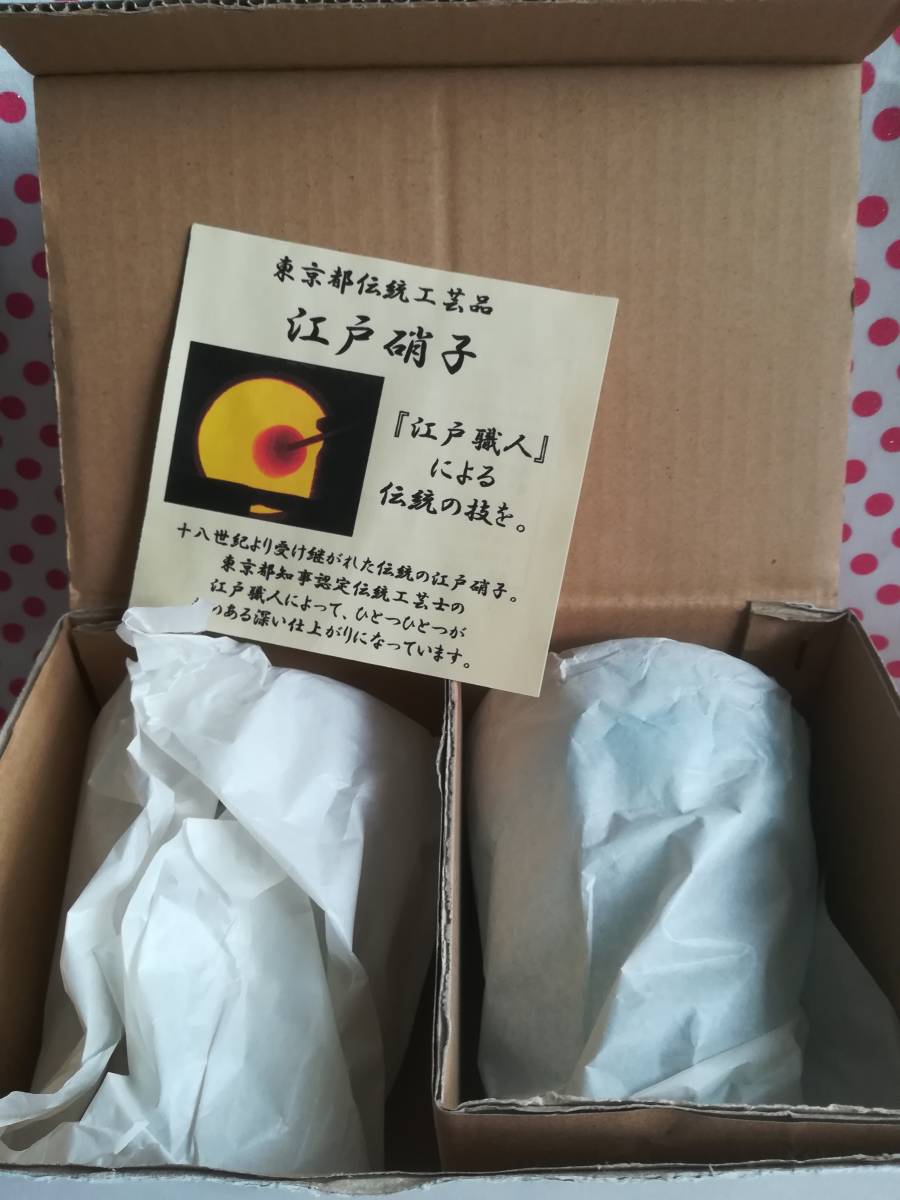 東京都伝統工芸品
江戸硝子
『江戸職人』
による
伝統の技を。
十八世紀より受け継がれた伝統の江戸硝子。
東京都知事認定伝統工芸士の
江戸職人によって、ひとつひとつが
のある深い仕上がりになっています。